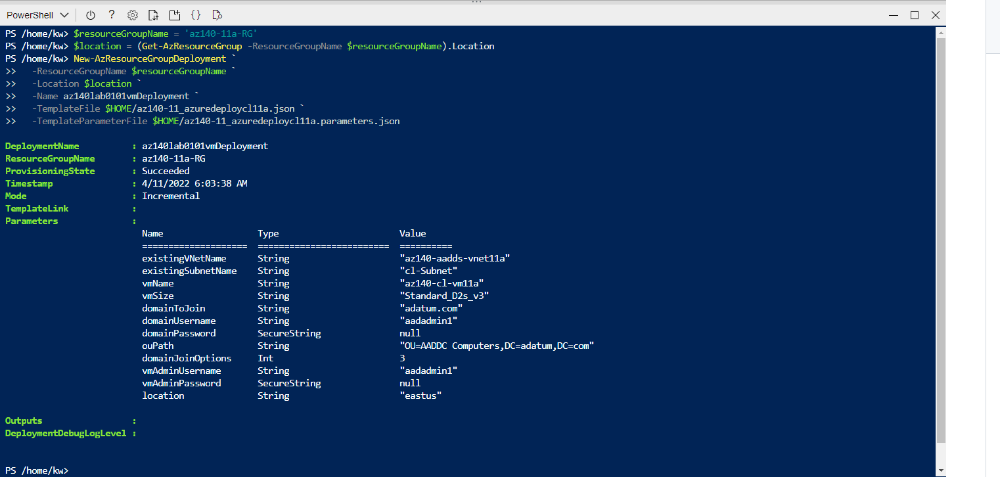 PowerShell
PS /home/kw> $resourceGroupName = 'az140-11a-RG'
PS /home/kw> $location = (Get-AzResourceGroup -ResourceGroupName $resourceGroupName).Location
PS /home/kw> New-AzResourceGroupDeployment `
>>   -ResourceGroupName $resourceGroupName `
>>   -Location $location `
>>   -Name az140lab0101vmDeployment `
>>   -TemplateFile $HOME/az140-11_azuredeploycl11a.json `
>>   -TemplateParameterFile $HOME/az140-11_azuredeploycl11a.parameters.json
DeploymentName          : az140lab0101vmDeployment
ResourceGroupName       : az140-11a-RG
ProvisioningState       : Succeeded
Timestamp               : 4/11/2022 6:03:38 AM
Mode                    : Incremental
TemplateLink            :
Parameters              :
                          Name                  Type                       Value
                          ====================  =========================  ==========
                          existingVNetName      String                     "az140-aadds-vnet11a"
                          existingSubnetName    String                     "cl-Subnet"
                          vmName                String                     "az140-cl-vm11a"
                          vmSize                String                     "Standard_D2s_v3"
                          domainToJoin          String                     "adatum.com"
                          domainUsername        String                     "aadadmin1"
                          domainPassword        SecureString               null
                          ouPath                String                     "OU=AADDC Computers,DC=adatum,DC=com"
                          domainJoinOptions     Int                        3
                          vmAdminUsername       String                     "aadadmin1"
                          vmAdminPassword       SecureString               null
                          location              String                     "eastus"
Outputs                 :
DeploymentDebugLogLevel :
PS /home/kw>